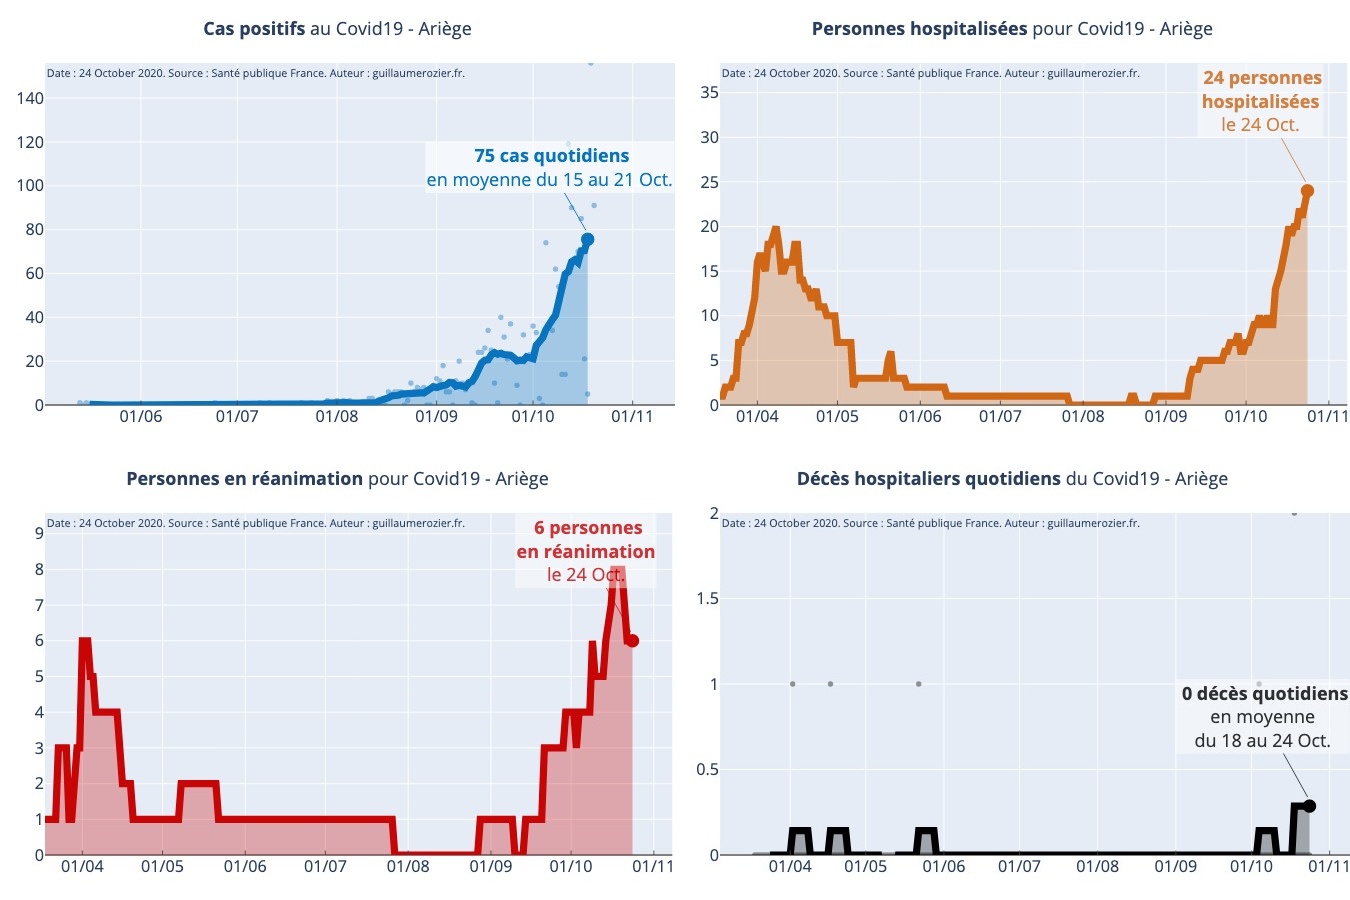 Cas positifs au Covid19 - Ariège
Date : 24 October 2020. Source : Santé publique France. Auteur : guillaumerozier.fr.
140
120
100
80
60
40
20
0
75 cas quotidiens
en moyenne du 15 au 21 Oct.
01/06 01/07 01/08 01/09 01/10 01/11
Personnes hospitalisées pour Covid19 - Ariège
Date : 24 October 2020. Source : Santé publique France. Auteur : guillaumerozier.fr.
24 personnes
hospitalisées
le 24 Oct.
35
30
25
20
15
10
5
0
01/04 01/05 01/06 01/07 01/08 01/09 01/10 01/11
Personnes en réanimation pour Covid19 - Ariège
Date : 24 October 2020. Source : Santé publique France. Auteur : guillaumerozier.fr.
6 personnes
en réanimation
le 24 Oct.
9
8
7
6
5
4
3
2
1
0
01/04 01/05 01/06 01/07 01/08 01/09 01/10 01/11
Décès hospitaliers quotidiens du Covid19 - Ariège
Date : 24 October 2020. Source : Santé publique France. Auteur : guillaumerozier.fr.
2
1.5
1
0.5
0
0 décès quotidiens
en moyenne
du 18 au 24 Oct.
01/04 01/05 01/06 01/07 01/08 01/09 01/10 01/11